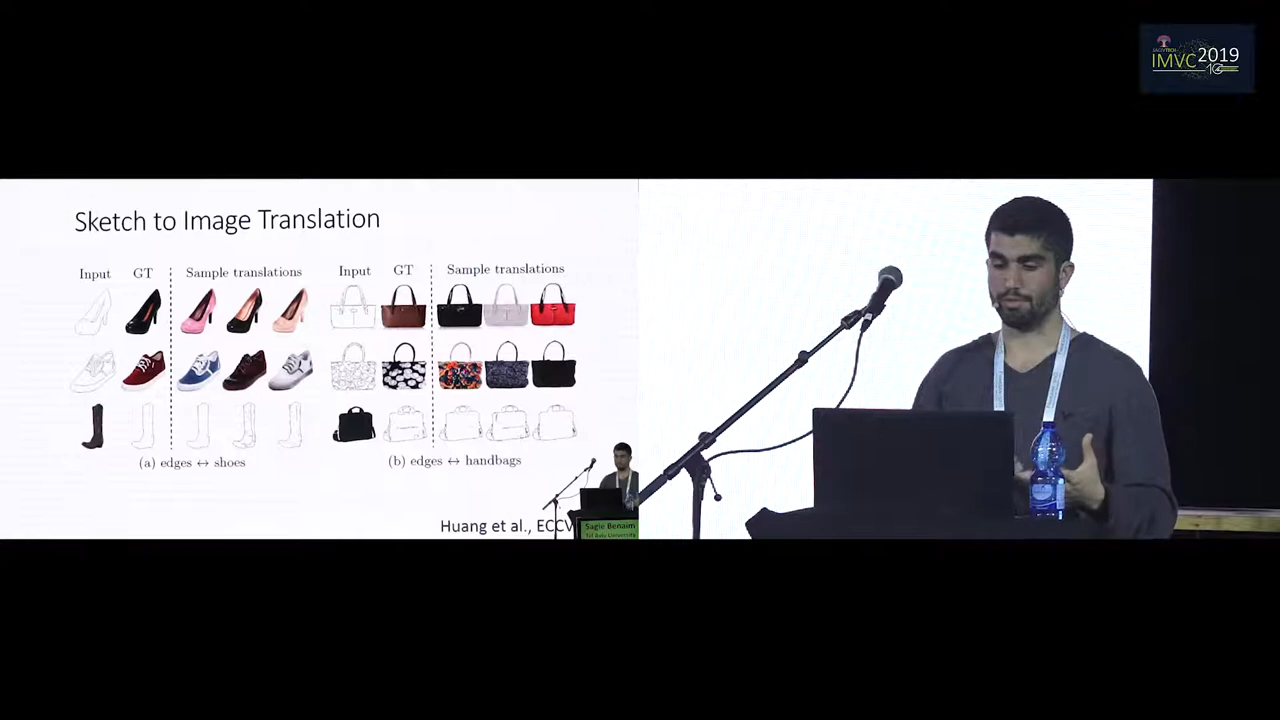 IMVC 2019
Sketch to Image Translation
Input GT Sample translations
Input GT Sample translations
(a) edges ↔ shoes
(b) edges ↔ handbags
Huang et al., ECCV
Sagie Benaim
Tel Aviv University